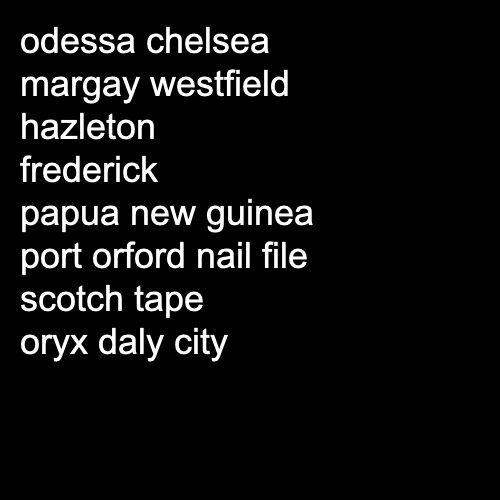 odessa chelsea
margay westfield
hazleton
frederick
papua new guinea
port orford nail file
scotch tape
oryx daly city